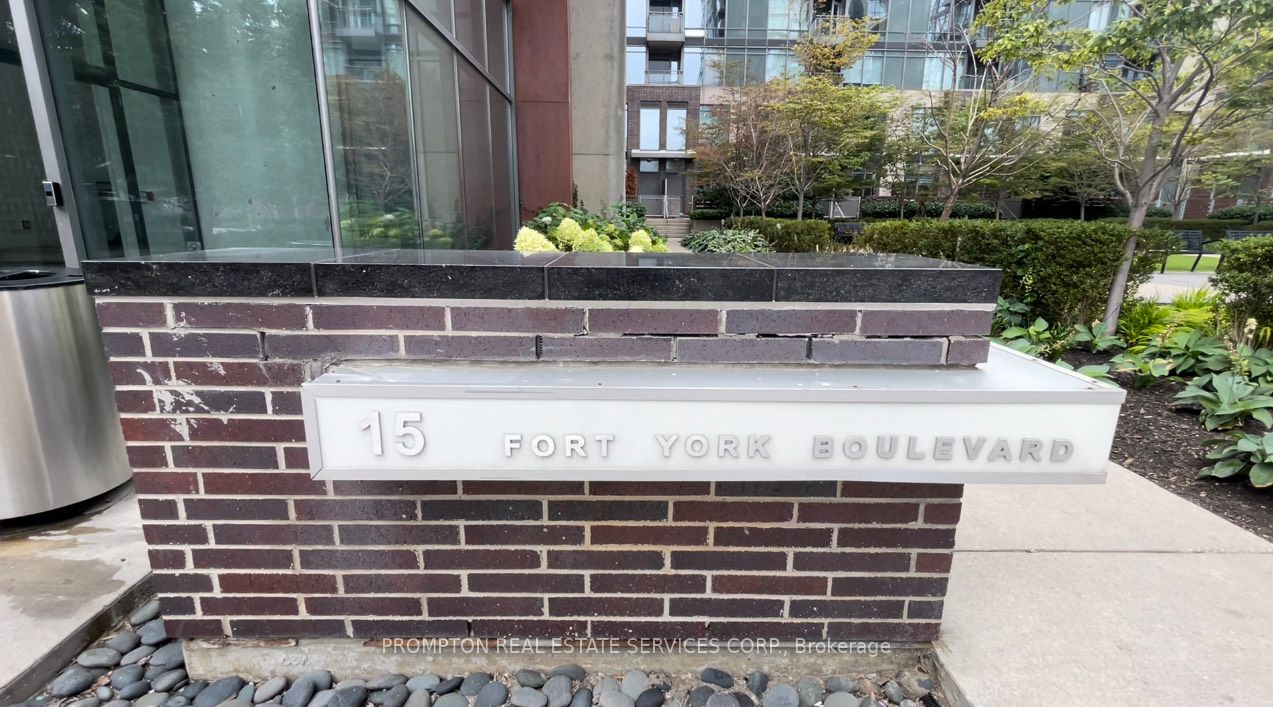 15 FORT YORK BOULEVARD
PROMPTON REAL ESTATE SERVICES CORP., Brokerage